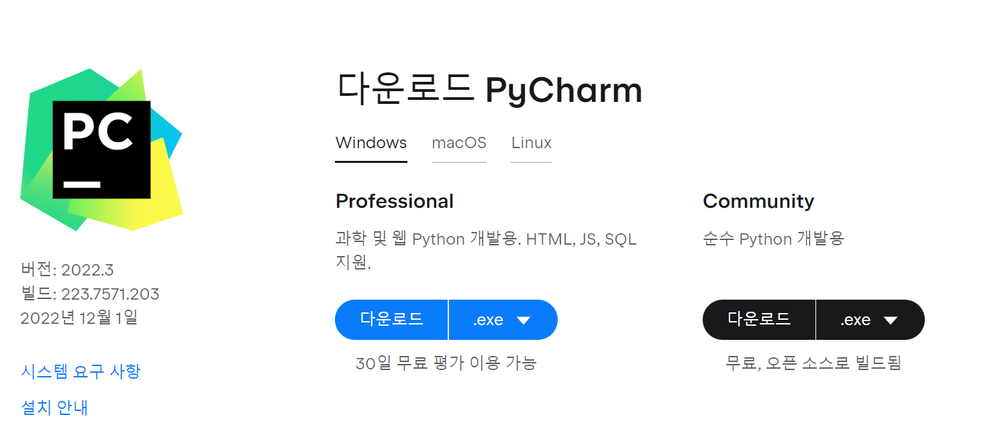 PC
버전: 2022.3
빌드: 223.7571.203
2022년 12월 1일
시스템 요구 사항
설치 안내
다운로드 PyCharm
Windows macOS Linux
Professional
과학 및 웹 Python 개발용. HTML, JS, SQL
지원.
다운로드 .exe
30일 무료 평가 이용 가능
Community
순수 Python 개발용
다운로드 .exe
무료, 오픈 소스로 빌드됨